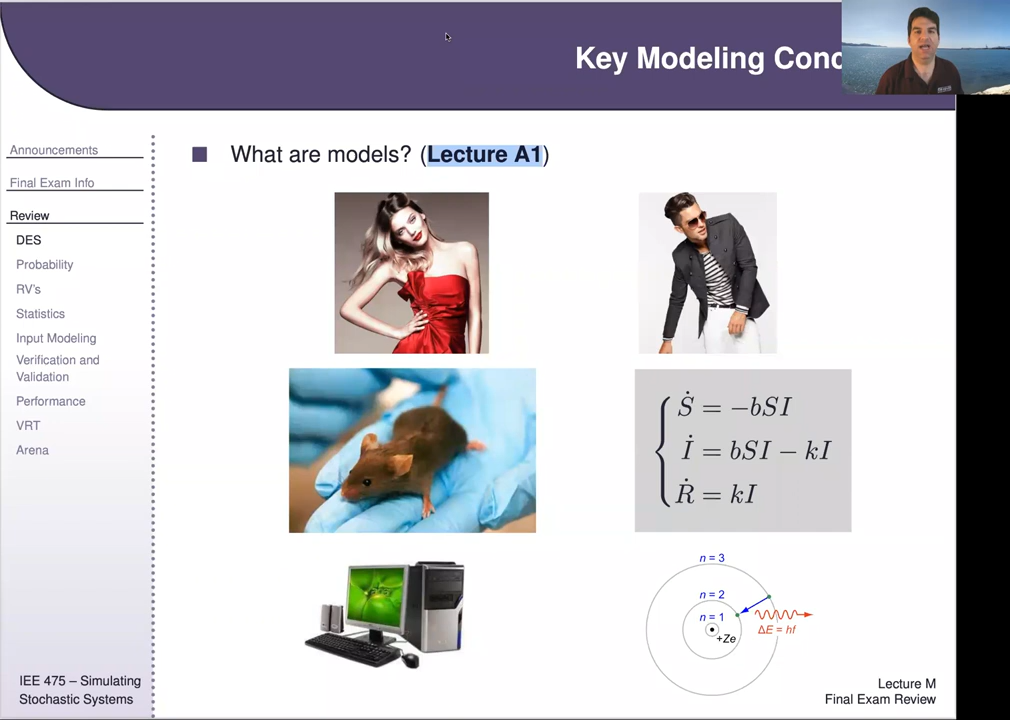 Key Modeling Conc
What are models? (Lecture A1)
Announcements
Final Exam Info
Review
DES
Probability
RV's
Statistics
Input Modeling
Verification and
Validation
Performance
VRT
Arena
Ṡ = −bSI
İ = bSI − kI
Ṙ = kI
n = 3
n = 2
n = 1
+Ze
ΔE = hf
IEE 475 – Simulating
Stochastic Systems
Lecture M
Final Exam Review